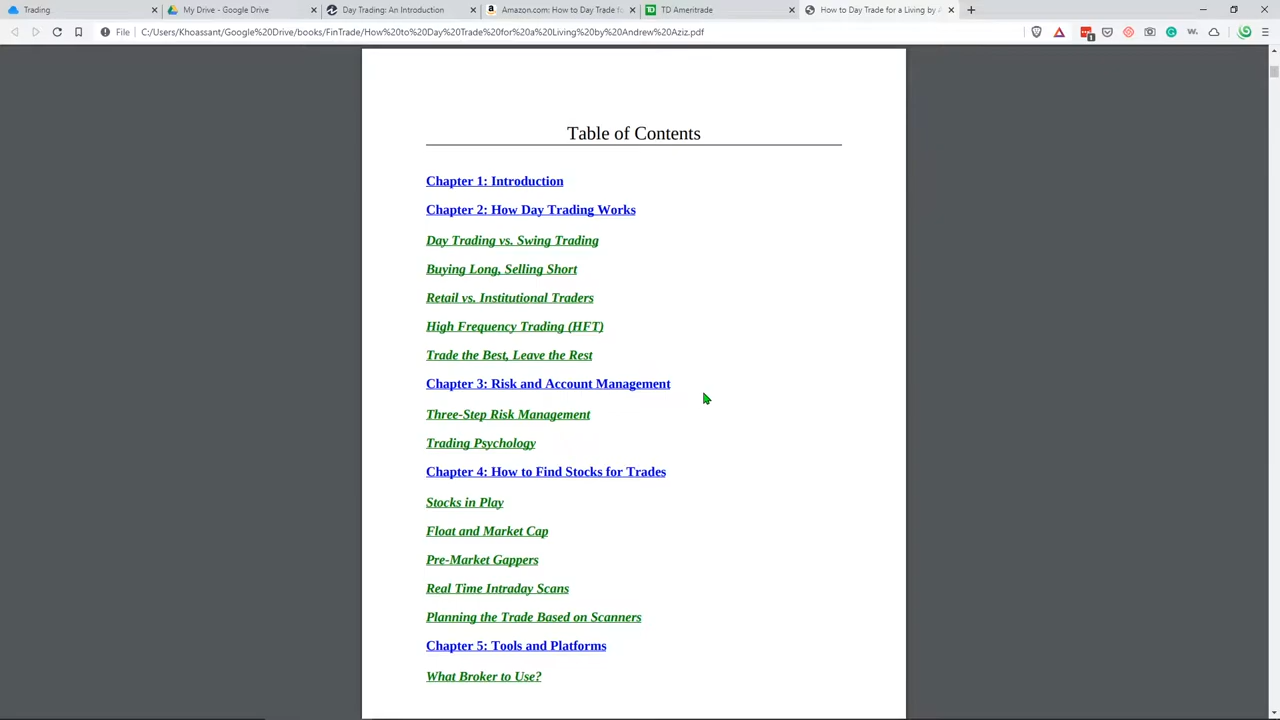 Trading
My Drive - Google Drive
Day Trading: An Introduction
Amazon.com: How to Day Trade fo
TD Ameritrade
How to Day Trade for a Living by A
File
C:/Users/Khoassant/Google%20Drive/books/FinTrade/How%20to%20Day%20Trade%20for%20a%20Living%20by%20Andrew%20Aziz.pdf
1
Table of Contents
Chapter 1: Introduction
Chapter 2: How Day Trading Works
Day Trading vs. Swing Trading
Buying Long, Selling Short
Retail vs. Institutional Traders
High Frequency Trading (HFT)
Trade the Best, Leave the Rest
Chapter 3: Risk and Account Management
Three-Step Risk Management
Trading Psychology
Chapter 4: How to Find Stocks for Trades
Stocks in Play
Float and Market Cap
Pre-Market Gappers
Real Time Intraday Scans
Planning the Trade Based on Scanners
Chapter 5: Tools and Platforms
What Broker to Use?